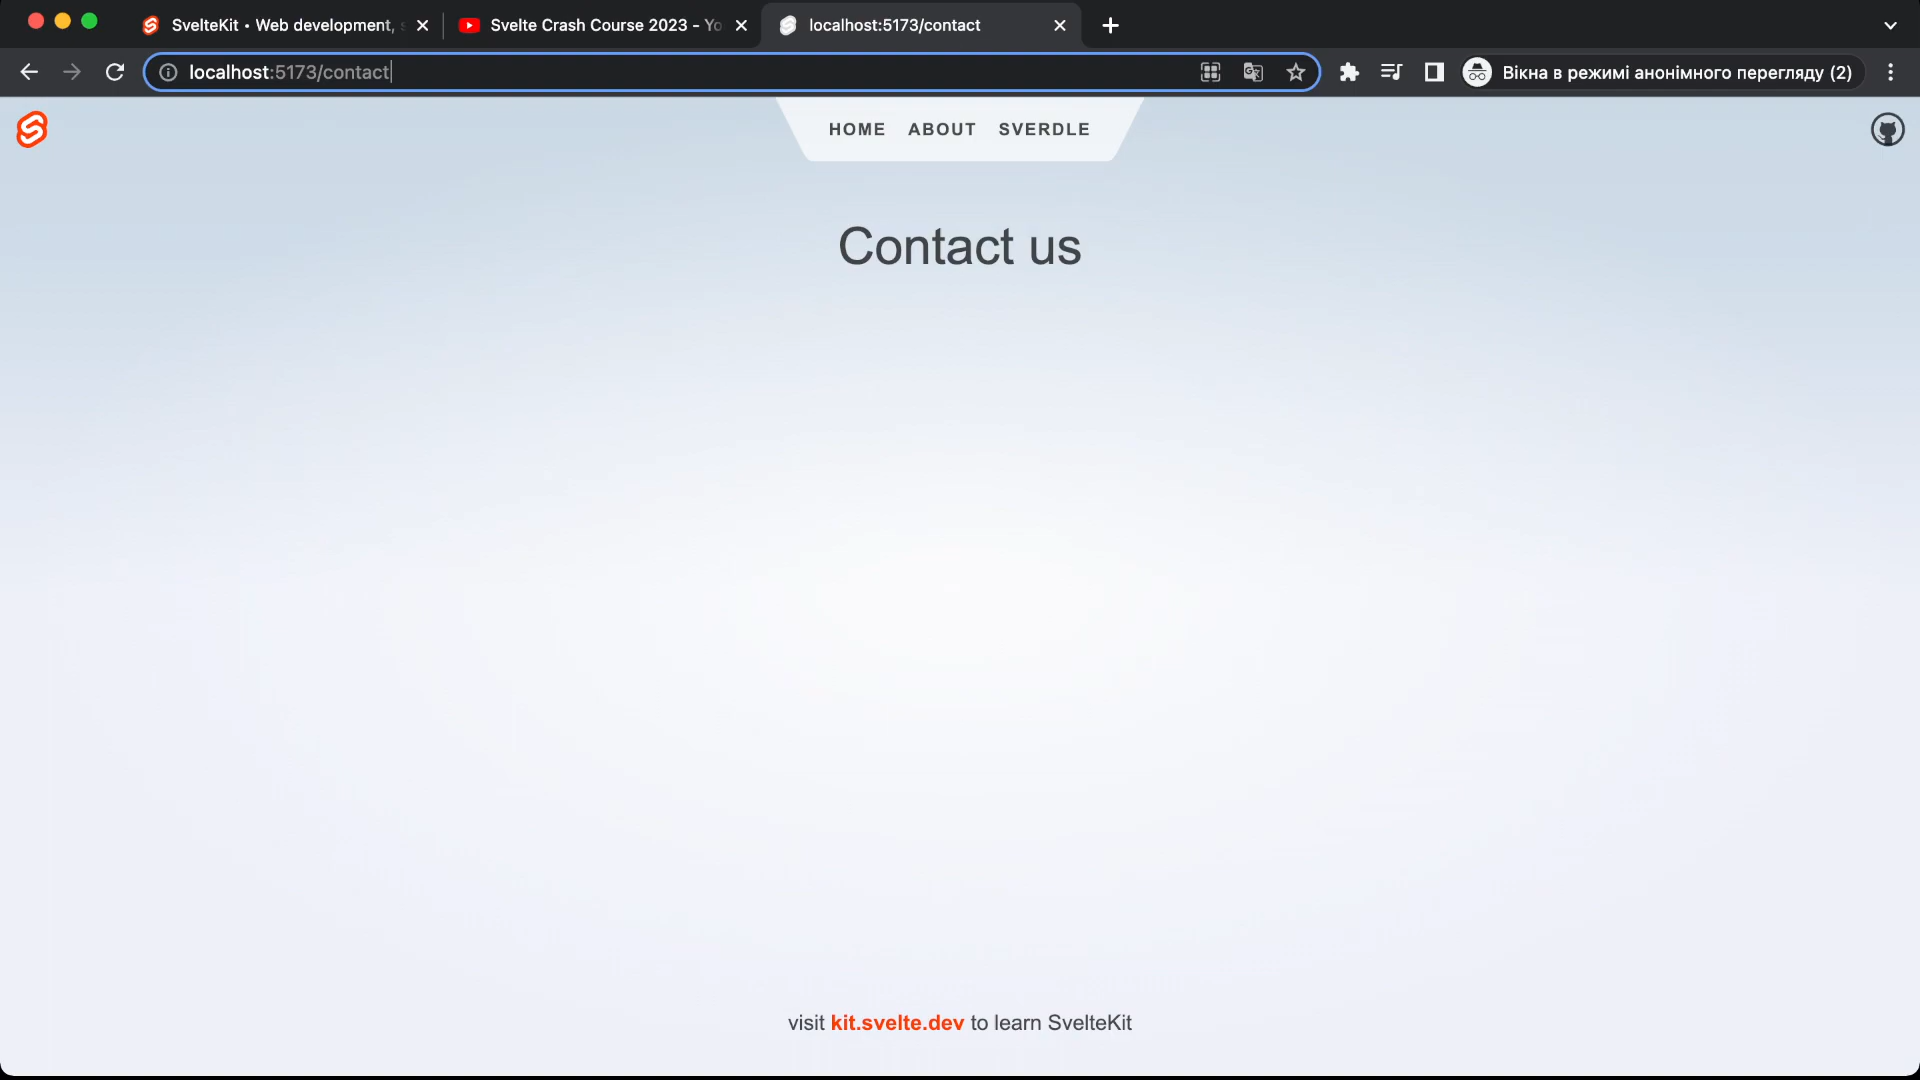 SvelteKit • Web development,
Svelte Crash Course 2023 - Yo
localhost:5173/contact
localhost:5173/contact
Вікна в режимі анонімного перегляду (2)
HOME ABOUT SVERDLE
Contact us
visit kit.svelte.dev to learn SvelteKit